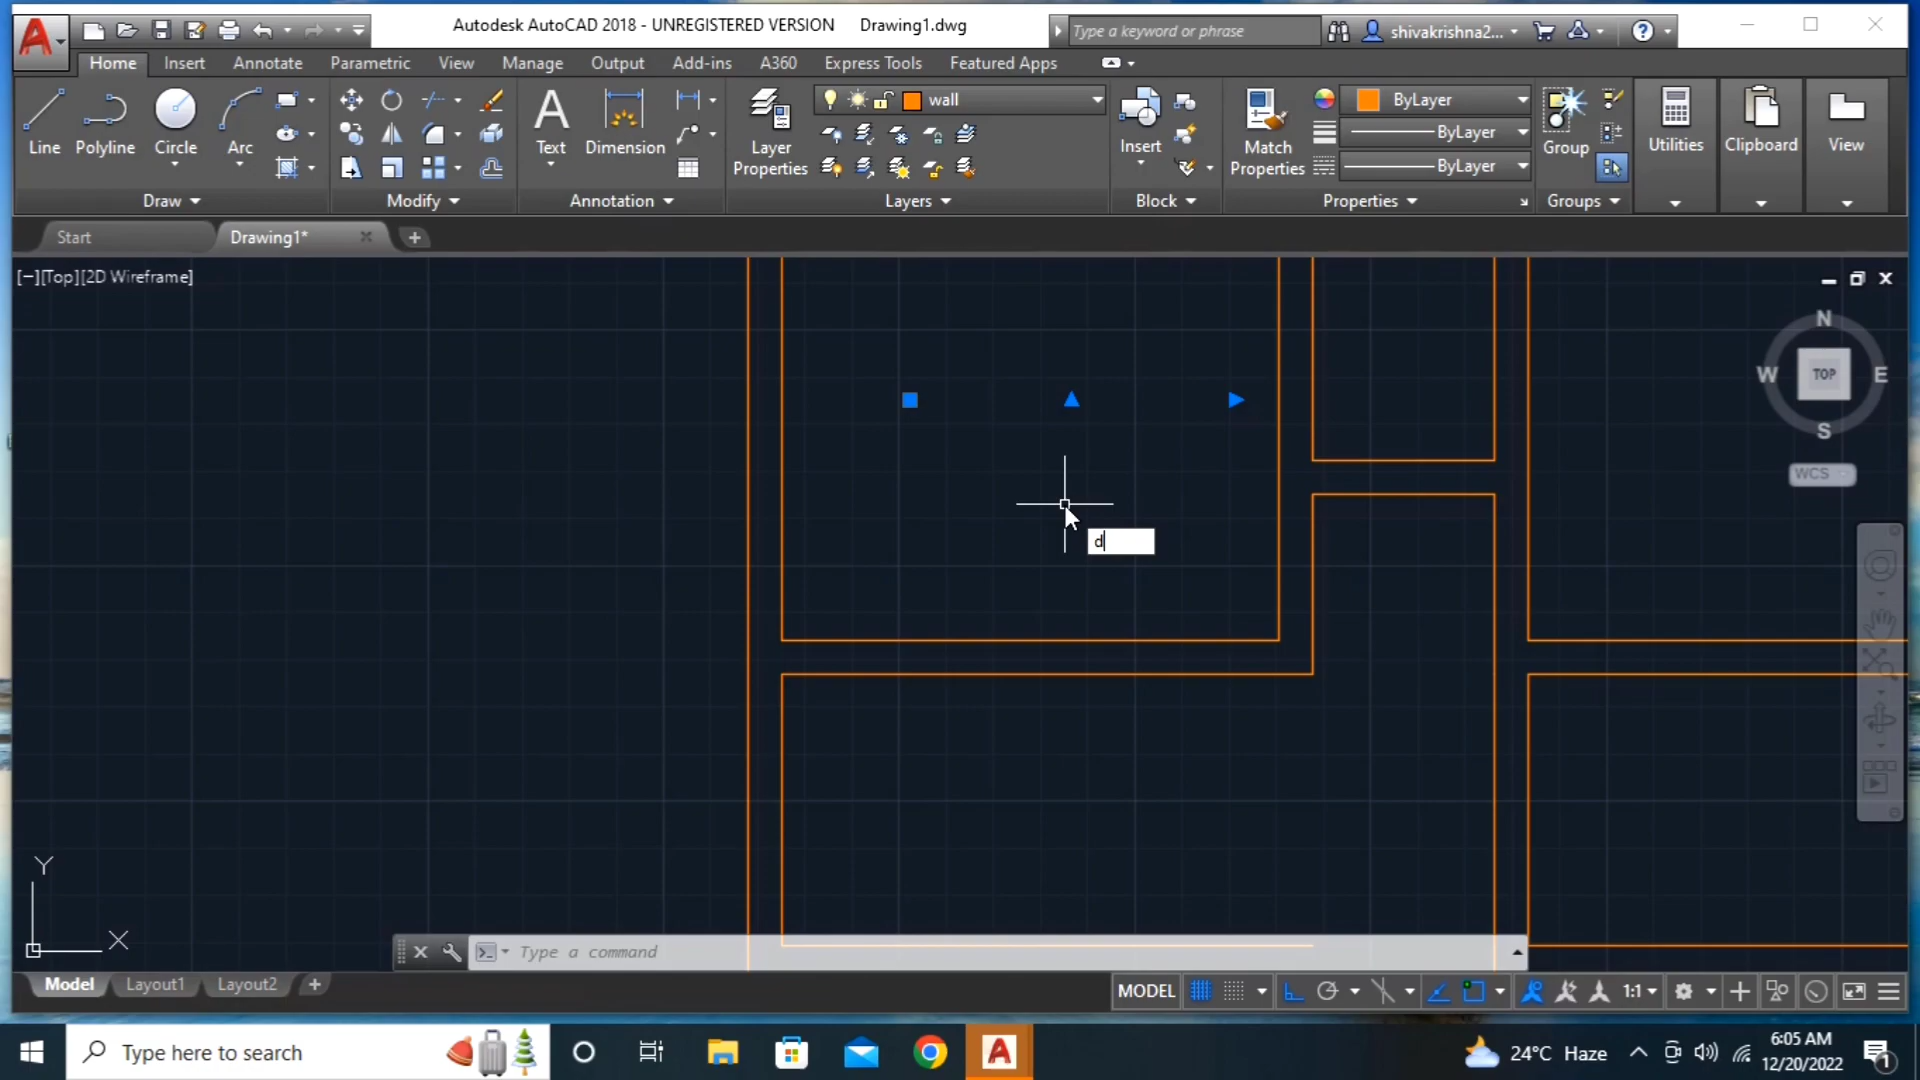 Autodesk AutoCAD 2018 - UNREGISTERED VERSION Drawing1.dwg
Type a keyword or phrase
shivakrishna2...
Home Insert Annotate Parametric View Manage Output Add-ins A360 Express Tools Featured Apps
Line Polyline Circle Arc
Draw
Modify
Text Dimension
Annotation
Layer Properties
wall
Layers
Insert
Block
Match Properties
ByLayer
ByLayer
ByLayer
Properties
Group
Groups
Utilities
Clipboard
View
Start Drawing1*
[−][Top][2D Wireframe]
N
W TOP E
S
WCS
d
Y
X
Type a command
Model Layout1 Layout2
MODEL 1:1
Type here to search
24°C Haze
6:05 AM
12/20/2022
1